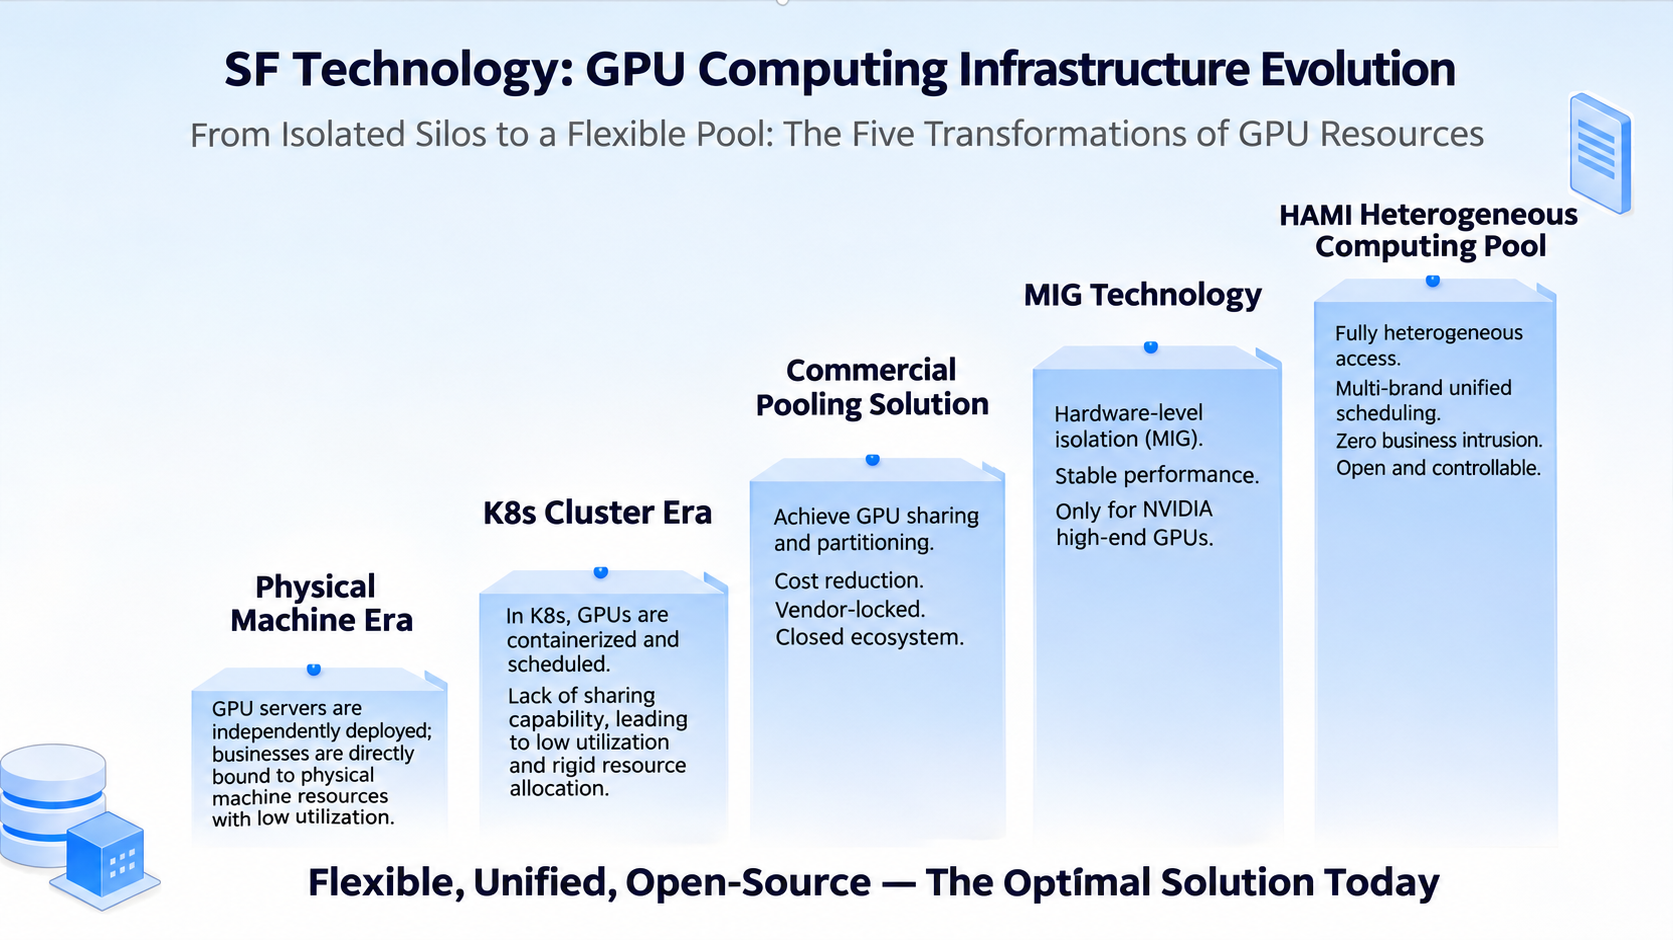 SF Technology: GPU Computing Infrastructure Evolution
From Isolated Silos to a Flexible Pool: The Five Transformations of GPU Resources
Physical
Machine Era
GPU servers are
independently deployed;
businesses are directly
bound to physical
machine resources
with low utilization.
K8s Cluster Era
In K8s, GPUs are
containerized and
scheduled.
Lack of sharing
capability, leading
to low utilization
and rigid resource
allocation.
Commercial
Pooling Solution
Achieve GPU sharing
and partitioning.
Cost reduction.
Vendor-locked.
Closed ecosystem.
MIG Technology
Hardware-level
isolation (MIG).
Stable performance.
Only for NVIDIA
high-end GPUs.
HAMI Heterogeneous
Computing Pool
Fully heterogeneous
access.
Multi-brand unified
scheduling.
Zero business intrusion.
Open and controllable.
Flexible, Unified, Open-Source — The Optimal Solution Today